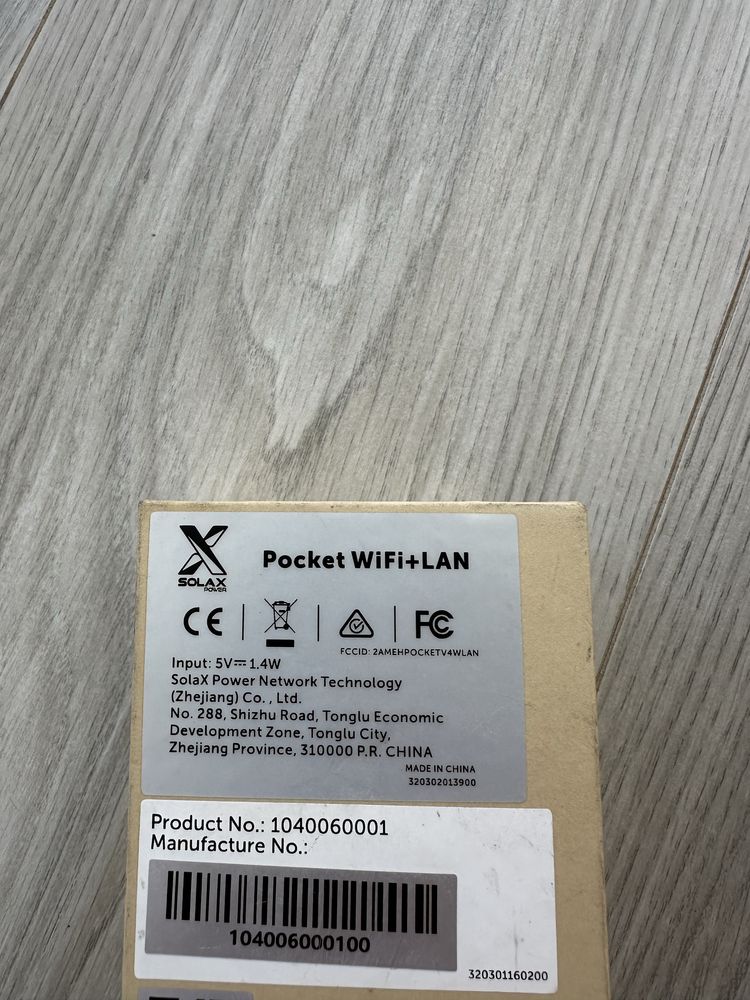 SOLAX
POWER
Pocket WiFi+LAN
CE
FC
FCCID: 2AMEHPOCKETV4WLAN
Input: 5V⎓ 1.4W
SolaX Power Network Technology
(Zhejiang) Co., Ltd.
No. 288, Shizhu Road, Tonglu Economic
Development Zone, Tonglu City,
Zhejiang Province, 310000 P.R. CHINA
MADE IN CHINA
320302013900
Product No.: 1040060001
Manufacture No.:
104006000100
320301160200